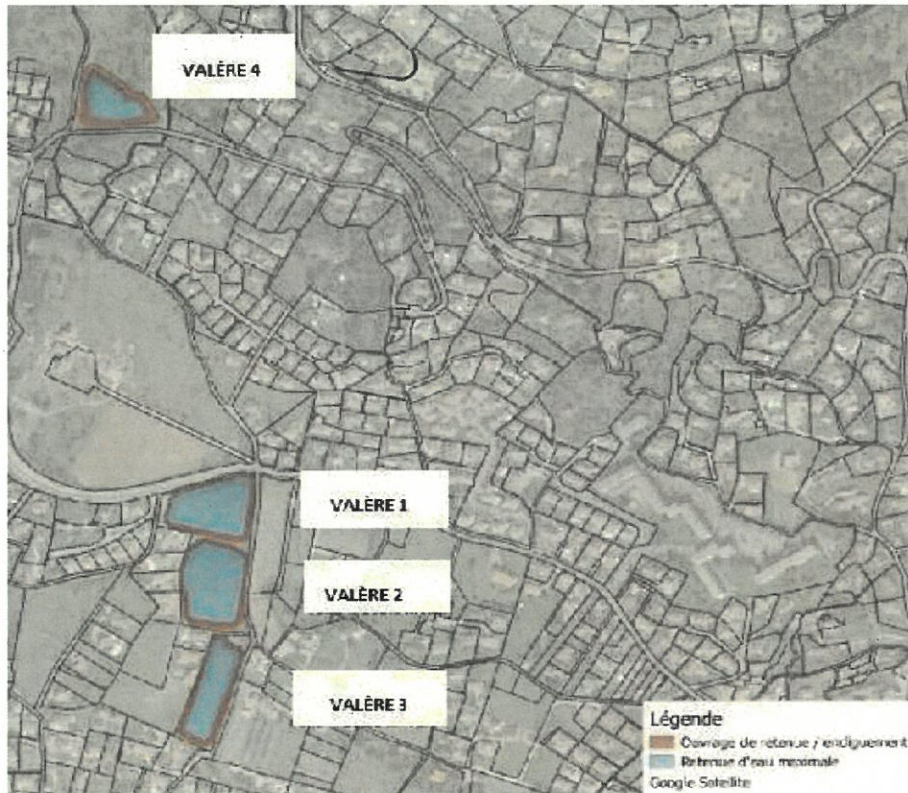 VALÈRE 4
VALÈRE 1
VALÈRE 2
VALÈRE 3
Légende
Ouvrage de retenue / endiguement
Retenue d'eau maximale
Google Satellite